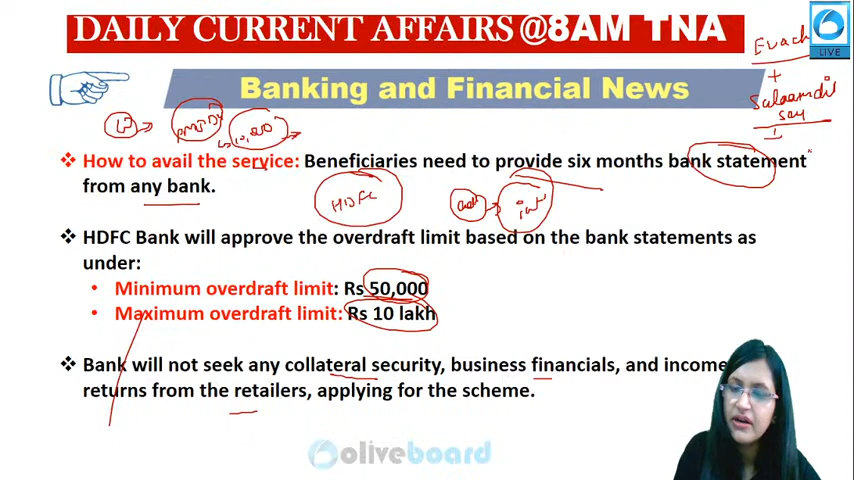 DAILY CURRENT AFFAIRS @8AM TNA
LIVE
Banking and Financial News
+
10,200
❖ How to avail the service: Beneficiaries need to provide six months bank statement
from any bank.
HDFC
❖ HDFC Bank will approve the overdraft limit based on the bank statements as
under:
• Minimum overdraft limit: Rs 50,000
• Maximum overdraft limit: Rs 10 lakh
❖ Bank will not seek any collateral security, business financials, and income
returns from the retailers, applying for the scheme.
oliveboard